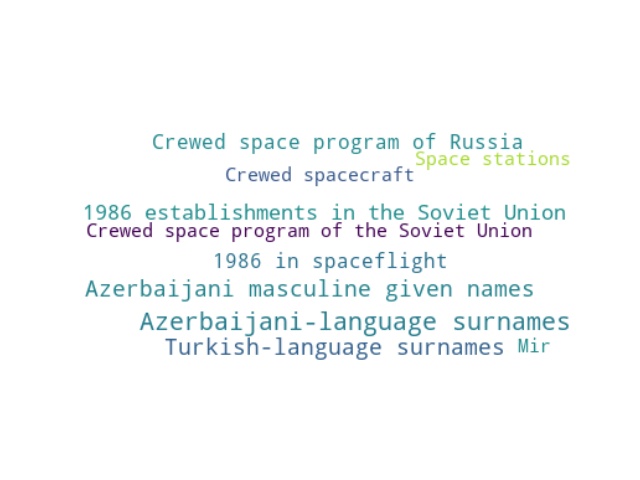 Crewed space program of Russia
Space stations
Crewed spacecraft
1986 establishments in the Soviet Union
Crewed space program of the Soviet Union
1986 in spaceflight
Azerbaijani masculine given names
Azerbaijani-language surnames
Turkish-language surnames Mir